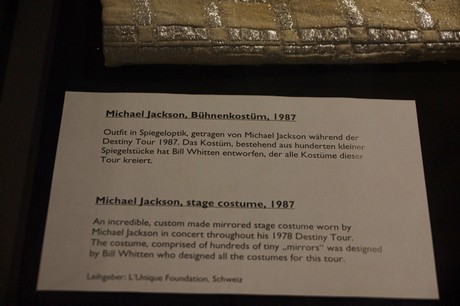 Michael Jackson, Bühnenkostüm, 1987
Outfit in Spiegeloptik, getragen von Michael Jackson während der
Destiny Tour 1987. Das Kostüm, bestehend aus hunderten kleiner
Spiegelstücke hat Bill Whitten entworfen, der alle Kostüme dieser
Tour kreiert.
Michael Jackson, stage costume, 1987
An incredible, custom made mirrored stage costume worn by
Michael Jackson in concert throughout his 1978 Destiny Tour.
The costume, comprised of hundreds of tiny „mirrors" was designed
by Bill Whitten who designed all the costumes for this tour.
Leihgeber: L'Unique Foundation, Schweiz